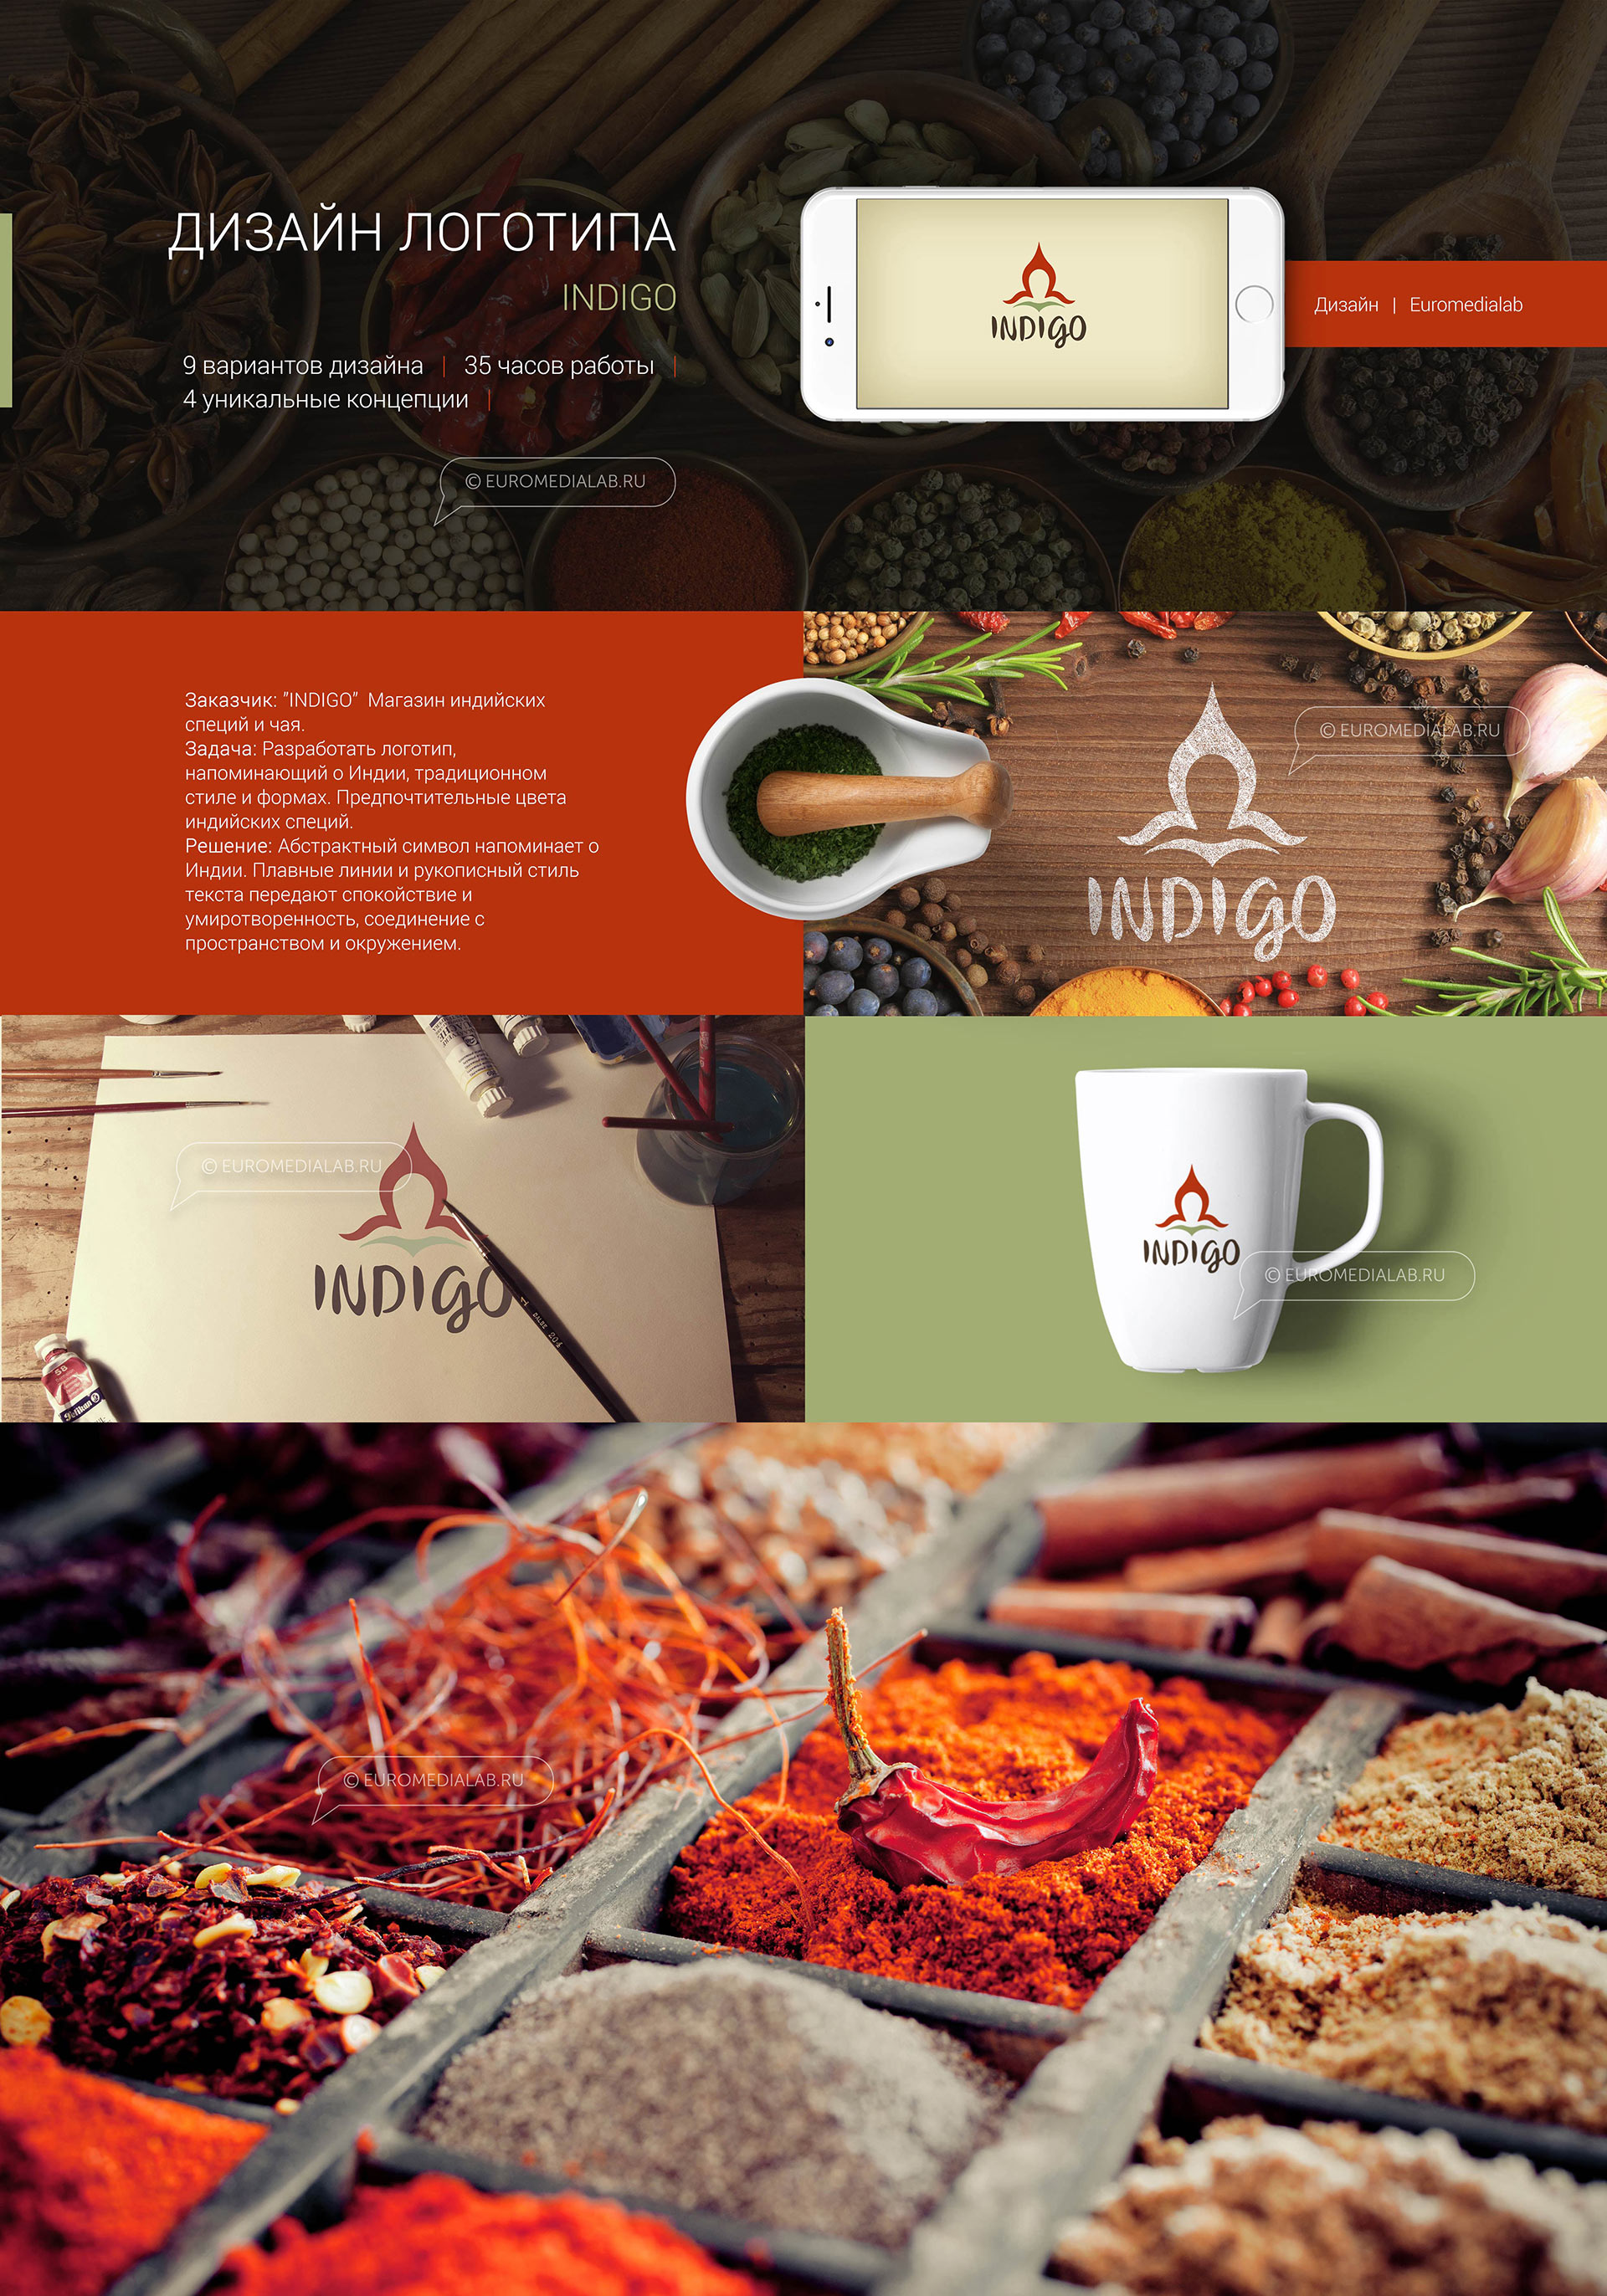 ДИЗАЙН ЛОГОТИПА
INDIGO
9 вариантов дизайна | 35 часов работы |
4 уникальные концепции |
© EUROMEDIALAB.RU
INDIGO
Дизайн | Euromedialab
Заказчик: "INDIGO" Магазин индийских
специй и чая.
Задача: Разработать логотип,
напоминающий о Индии, традиционном
стиле и формах. Предпочтительные цвета
индийских специй.
Решение: Абстрактный символ напоминает о
Индии. Плавные линии и рукописный стиль
текста передают спокойствие и
умиротворенность, соединение с
пространством и окружением.
© EUROMEDIALAB.RU
INDIGO
© EUROMEDIALAB.RU
INDIGO
58
Pelikan
INDIGO
© EUROMEDIALAB.RU
© EUROMEDIALAB.RU